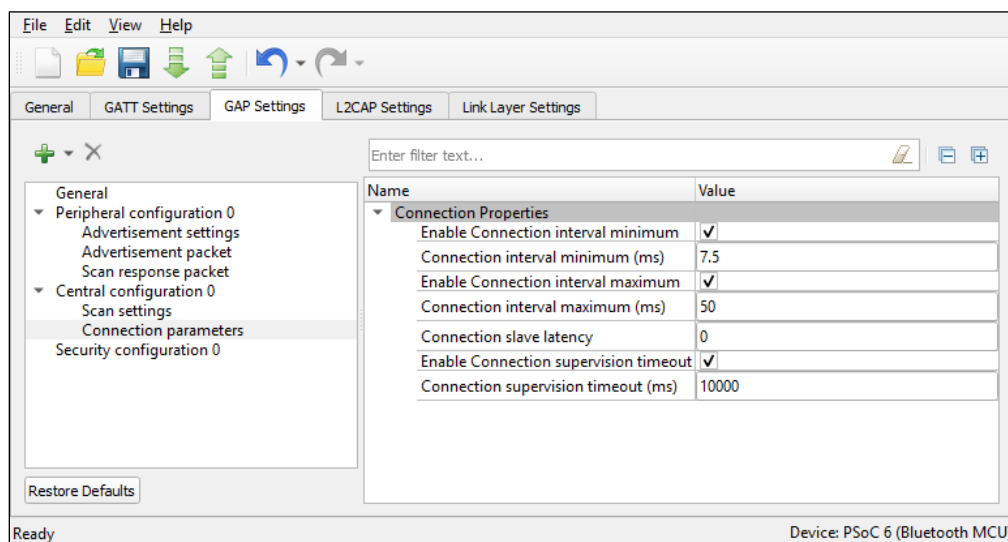 File Edit View Help
General GATT Settings GAP Settings L2CAP Settings Link Layer Settings
Enter filter text...
General
Peripheral configuration 0
Advertisement settings
Advertisement packet
Scan response packet
Central configuration 0
Scan settings
Connection parameters
Security configuration 0
Restore Defaults
Name Value
Connection Properties
Enable Connection interval minimum
Connection interval minimum (ms) 7.5
Enable Connection interval maximum
Connection interval maximum (ms) 50
Connection slave latency 0
Enable Connection supervision timeout
Connection supervision timeout (ms) 10000
Ready Device: PSoC 6 (Bluetooth MCU